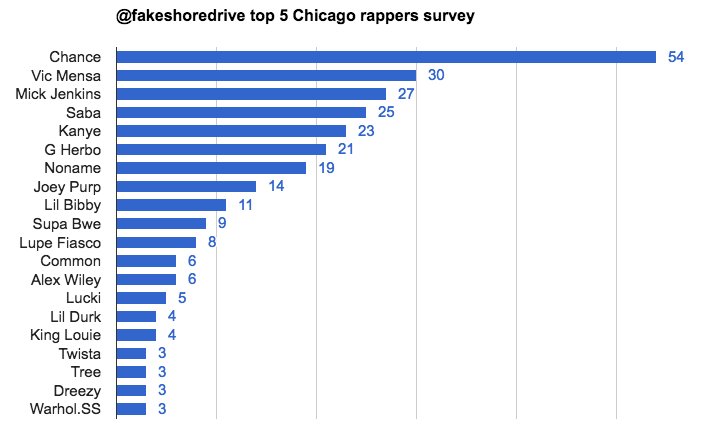 @fakeshoredrive top 5 Chicago rappers survey
Chance 54
Vic Mensa 30
Mick Jenkins 27
Saba 25
Kanye 23
G Herbo 21
Noname 19
Joey Purp 14
Lil Bibby 11
Supa Bwe 9
Lupe Fiasco 8
Common 6
Alex Wiley 6
Lucki 5
Lil Durk 4
King Louie 4
Twista 3
Tree 3
Dreezy 3
Warhol.SS 3